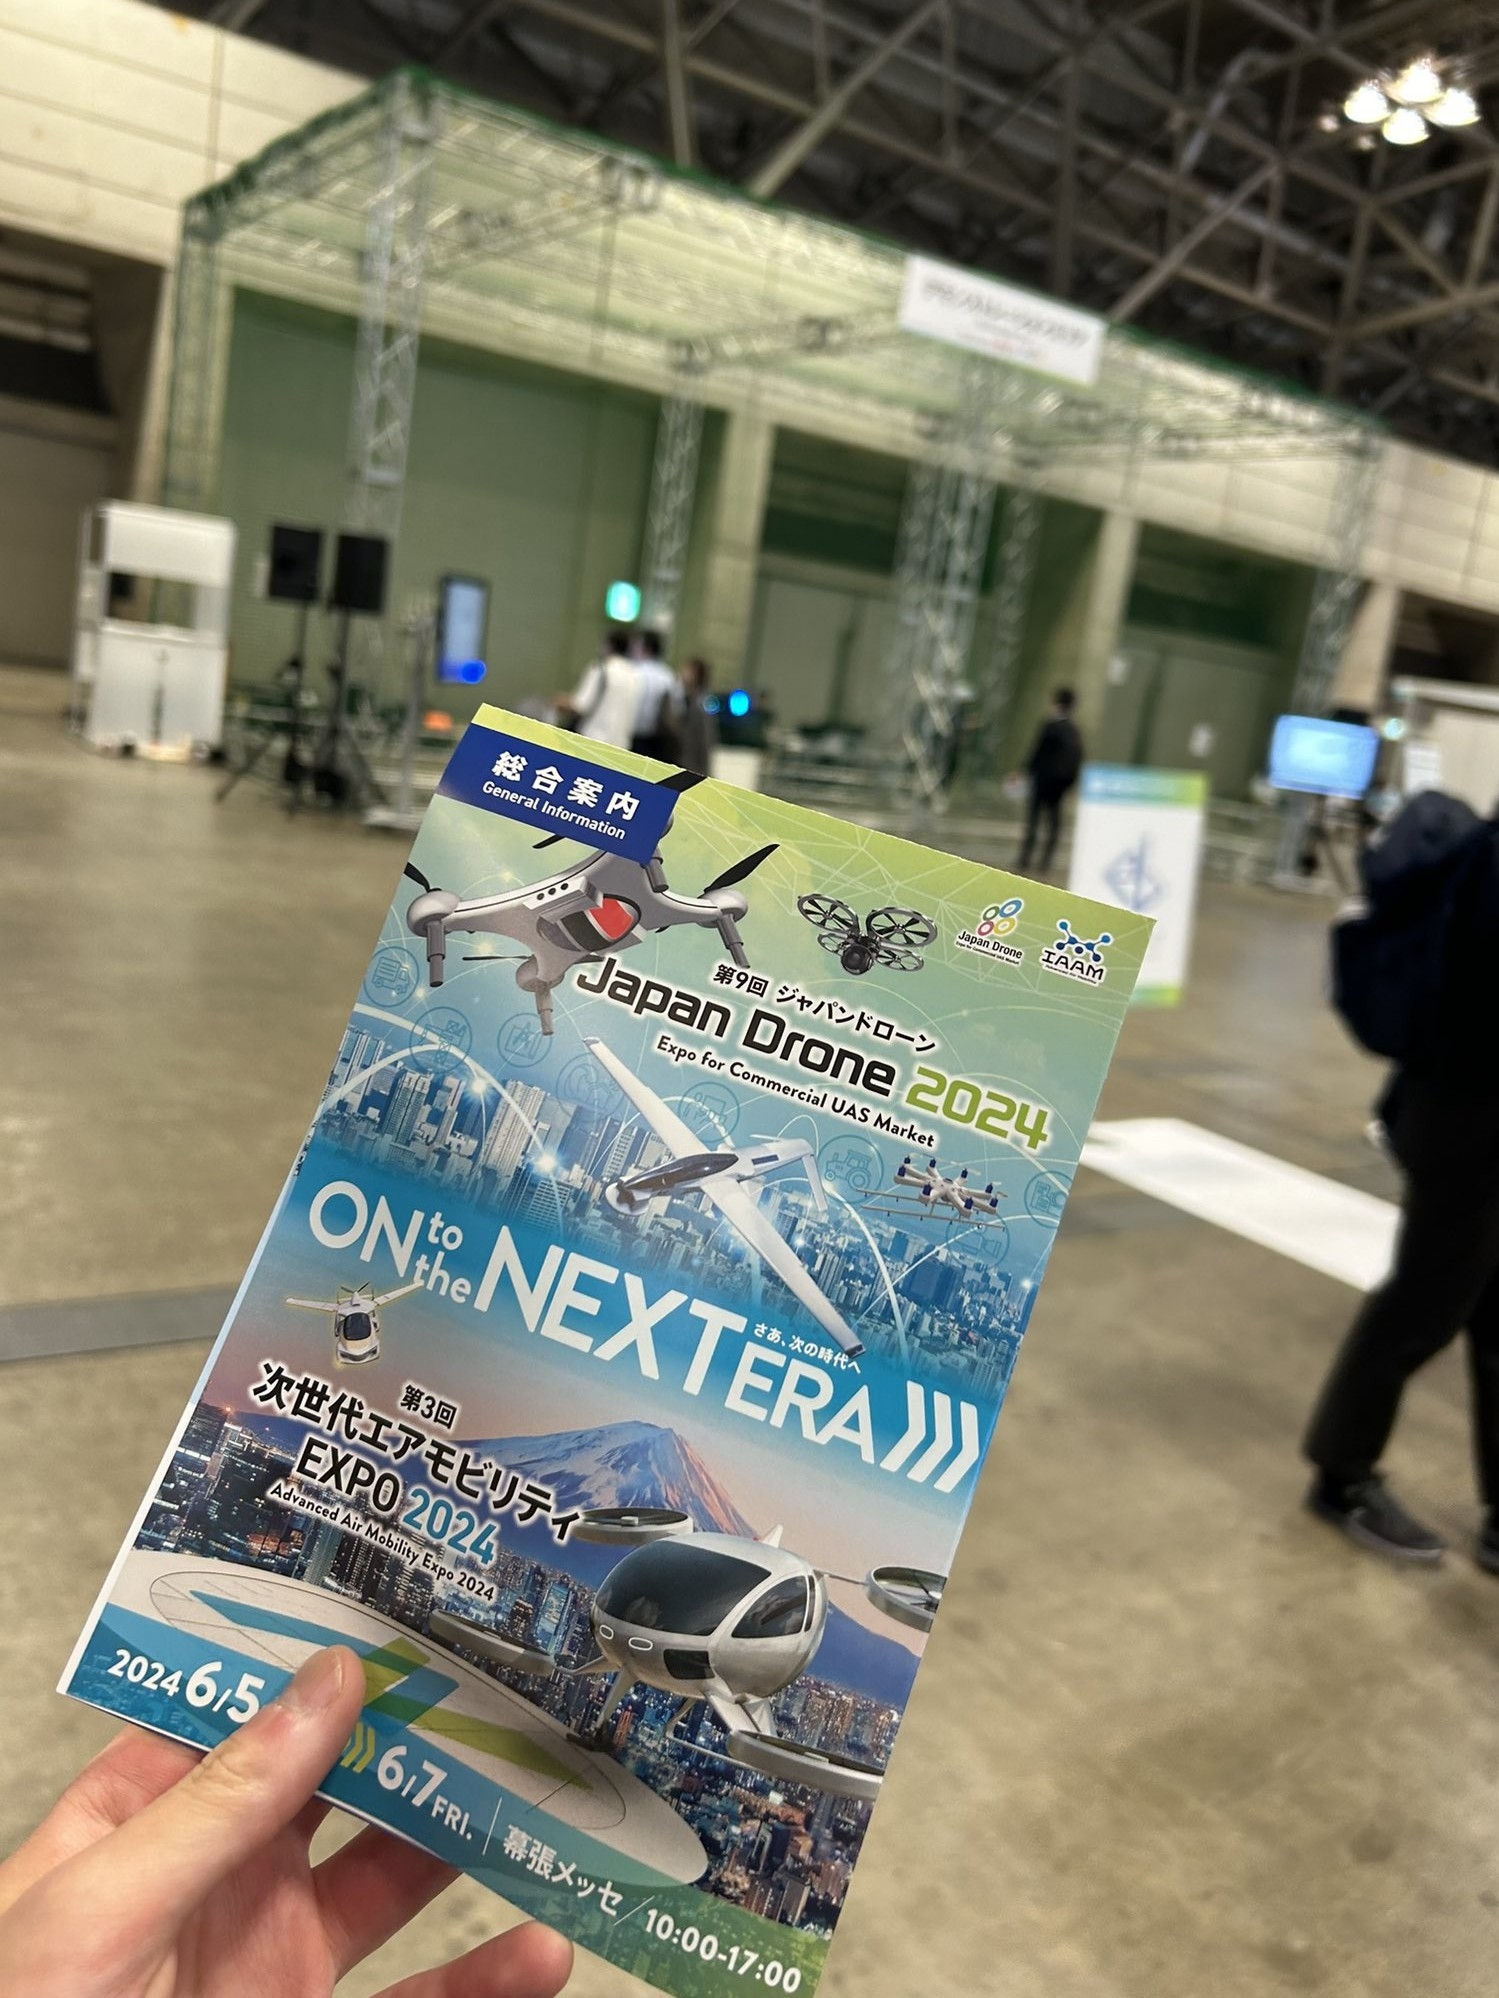 総合案内
General Information
Japan Drone
IAAM
第9回 ジャパンドローン
Japan Drone 2024
Expo for Commercial UAS Market
ON to the NEXT ERA
さあ、次の時代へ
第3回
次世代エアモビリティ
EXPO 2024
Advanced Air Mobility Expo 2024
2024 6/5
6/7 FRI.
幕張メッセ / 10:00-17:00